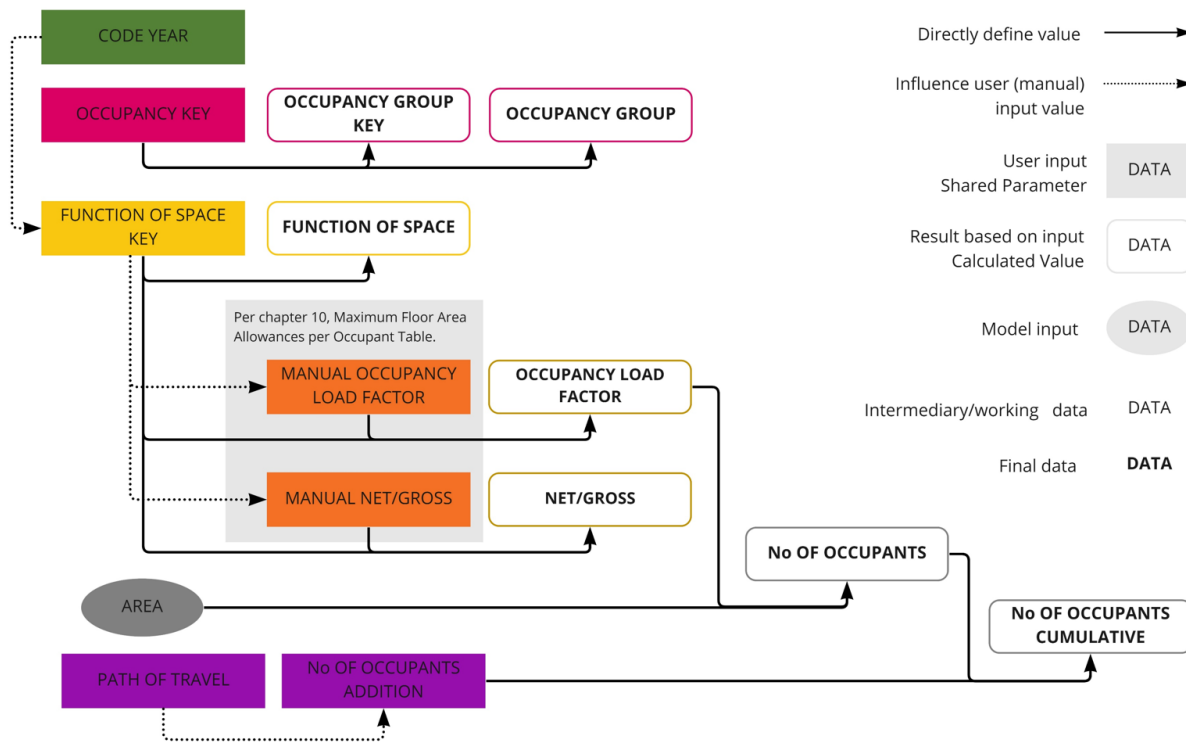 CODE YEAR
Directly define value
Influence user (manual)
input value
OCCUPANCY KEY
OCCUPANCY GROUP
KEY
OCCUPANCY GROUP
User input
Shared Parameter
DATA
FUNCTION OF SPACE
KEY
FUNCTION OF SPACE
Result based on input
Calculated Value
DATA
Per chapter 10, Maximum Floor Area
Allowances per Occupant Table.
Model input
DATA
MANUAL OCCUPANCY
LOAD FACTOR
OCCUPANCY LOAD
FACTOR
Intermediary/working data
DATA
Final data
DATA
MANUAL NET/GROSS
NET/GROSS
No OF OCCUPANTS
AREA
No OF OCCUPANTS
CUMULATIVE
PATH OF TRAVEL
No OF OCCUPANTS
ADDITION